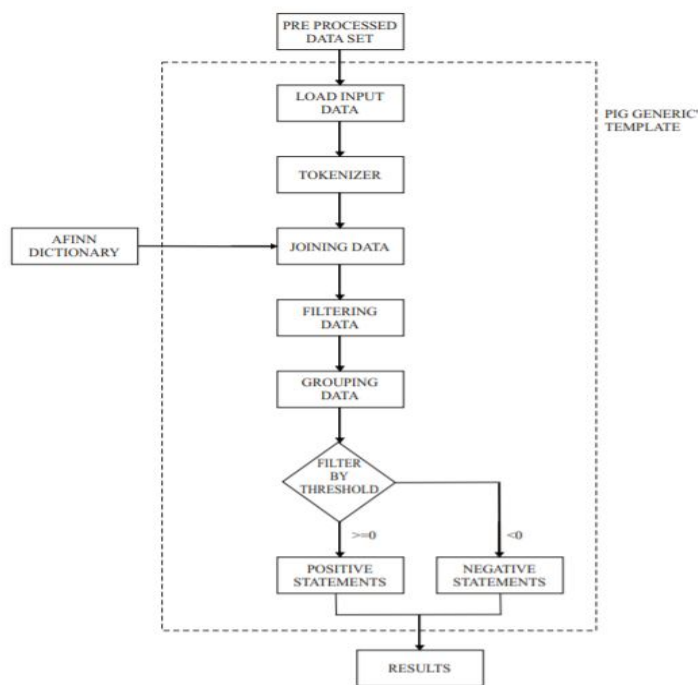 PRE PROCESSED
DATA SET
LOAD INPUT
DATA
PIG GENERIC'
TEMPLATE
TOKENIZER
AFINN
DICTIONARY
JOINING DATA
FILTERING
DATA
GROUPING
DATA
FILTER
BY
THRESHOLD
>=0
<0
POSITIVE
STATEMENTS
NEGATIVE
STATEMENTS
RESULTS